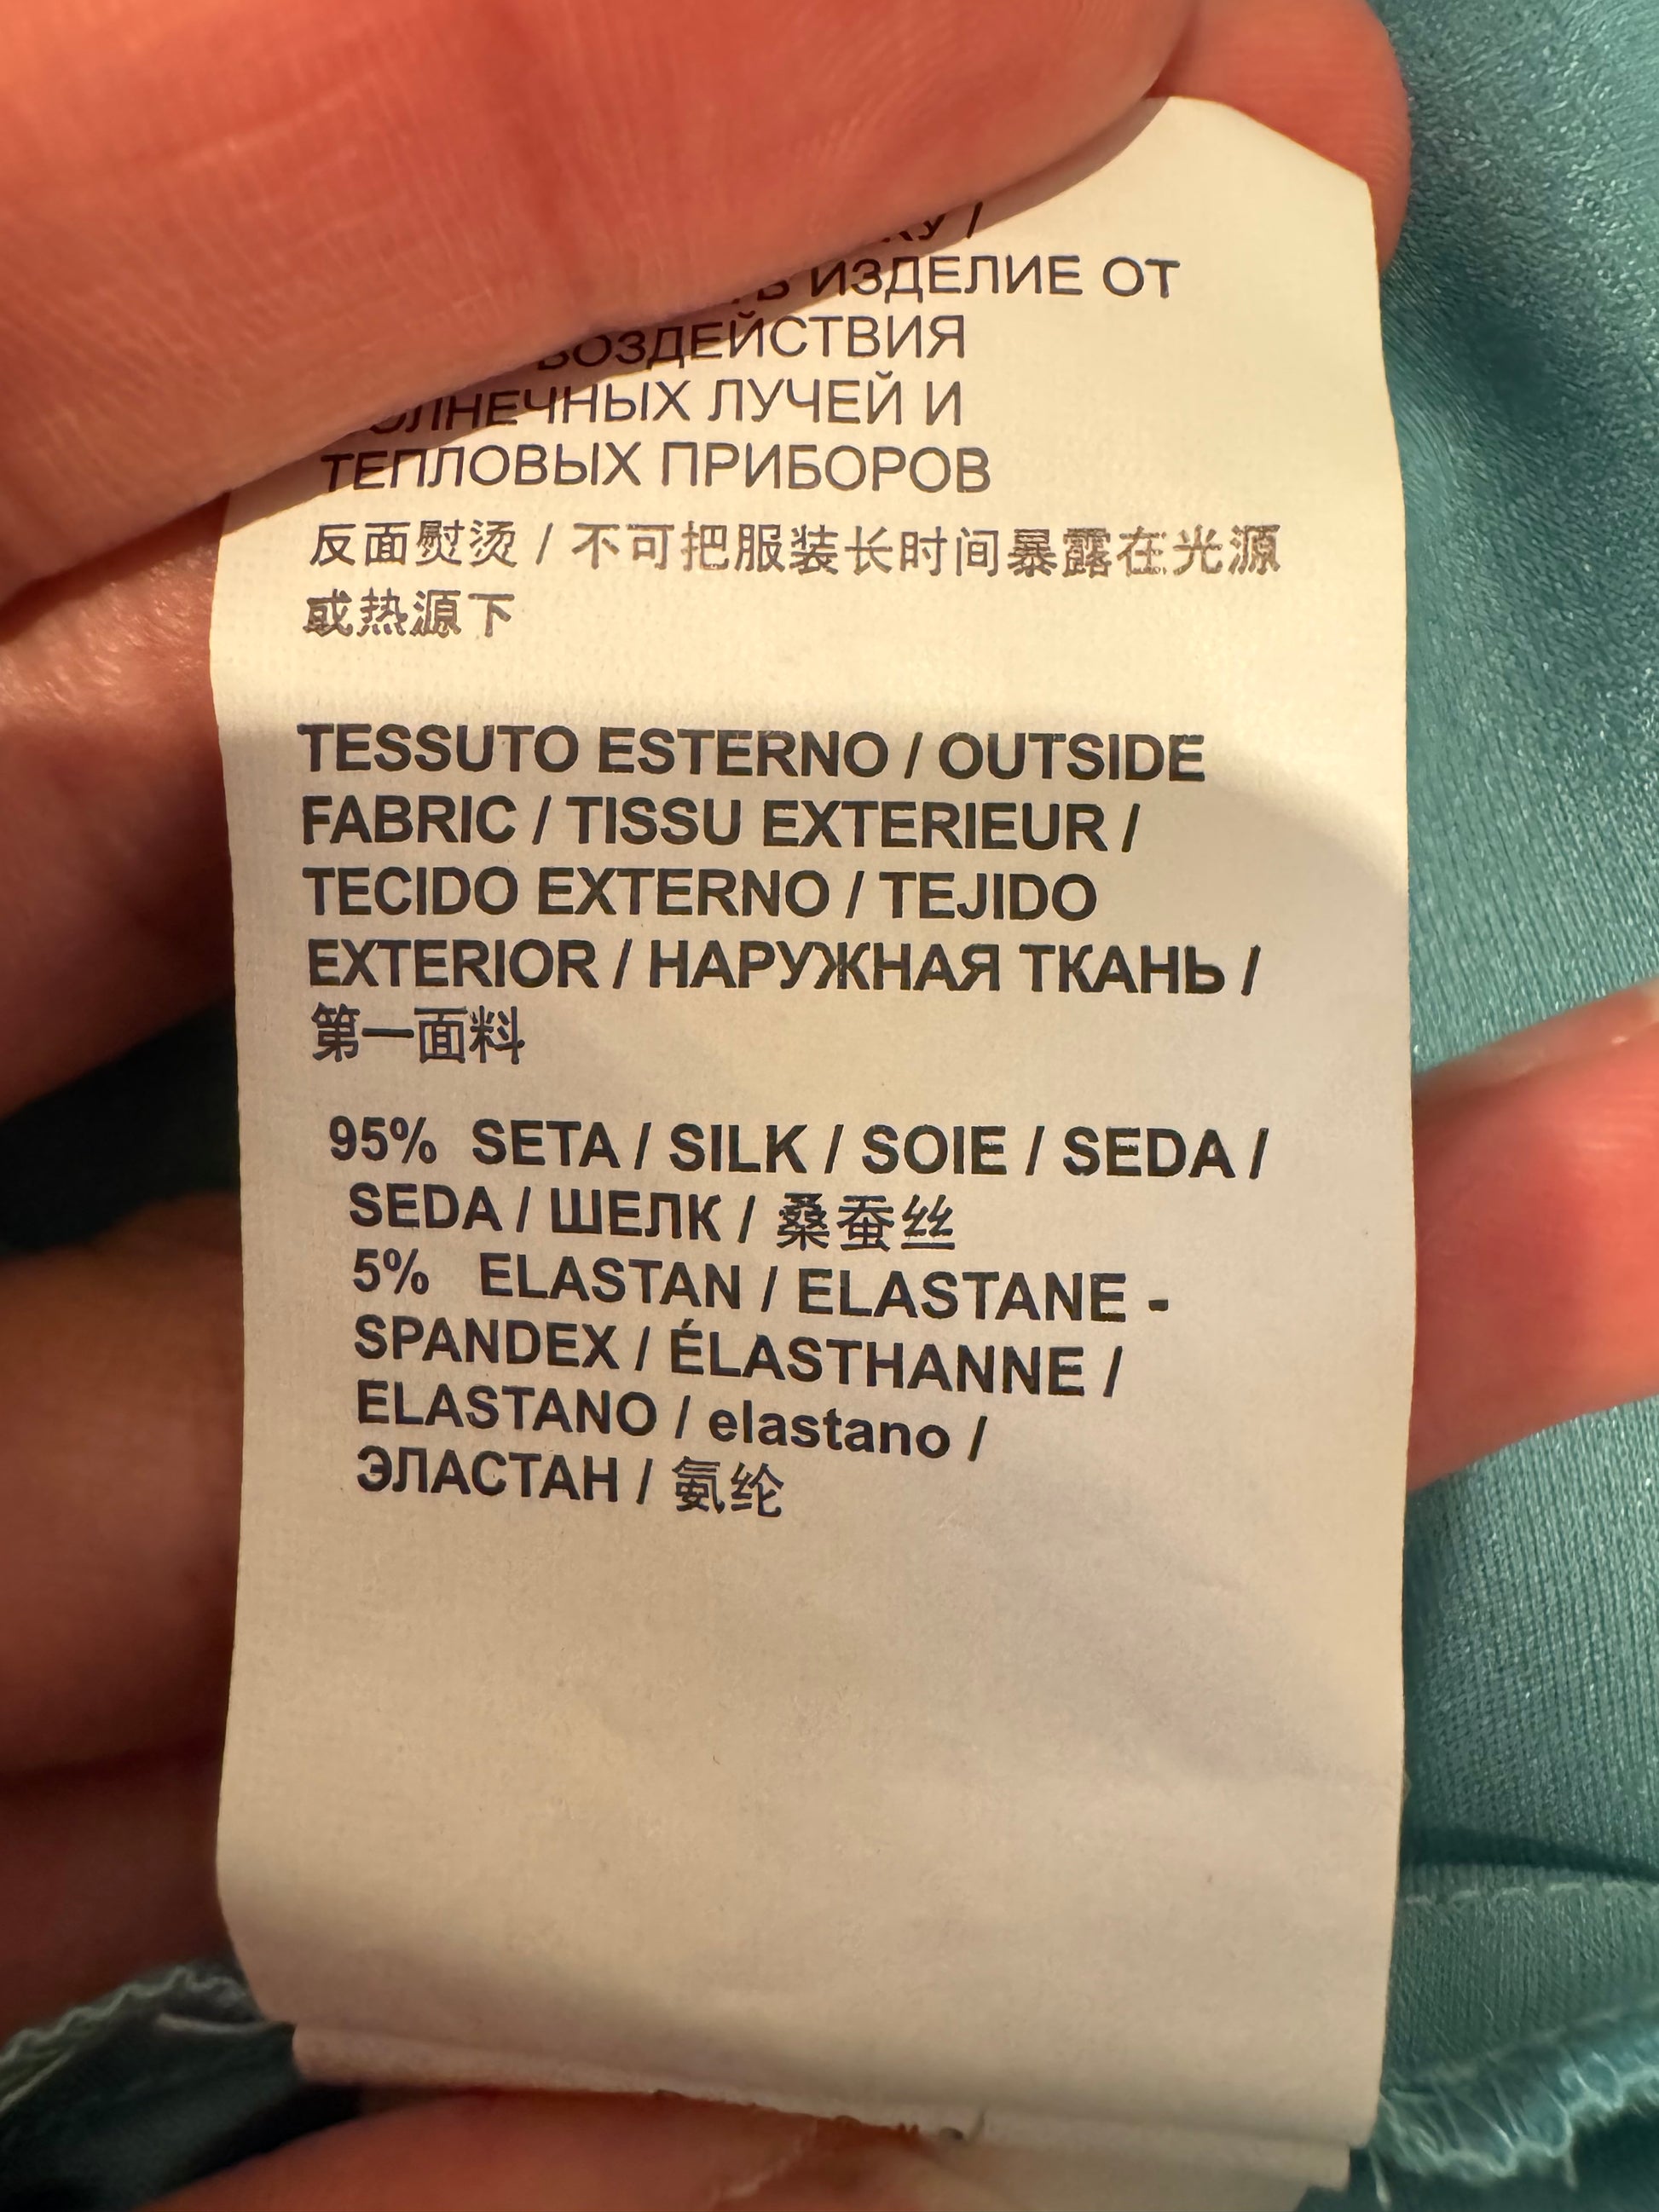 /
ИЗДЕЛИЕ ОТ
ВОЗДЕЙСТВИЯ
СОЛНЕЧНЫХ ЛУЧЕЙ И
ТЕПЛОВЫХ ПРИБОРОВ
反面熨烫 / 不可把服装长时间暴露在光源
或热源下
TESSUTO ESTERNO / OUTSIDE
FABRIC / TISSU EXTERIEUR /
TECIDO EXTERNO / TEJIDO
EXTERIOR / НАРУЖНАЯ ТКАНЬ /
第一面料
95% SETA / SILK / SOIE / SEDA /
SEDA / ШЕЛК / 桑蚕丝
5% ELASTAN / ELASTANE -
SPANDEX / ÉLASTHANNE /
ELASTANO / elastano /
ЭЛАСТАН / 氨纶